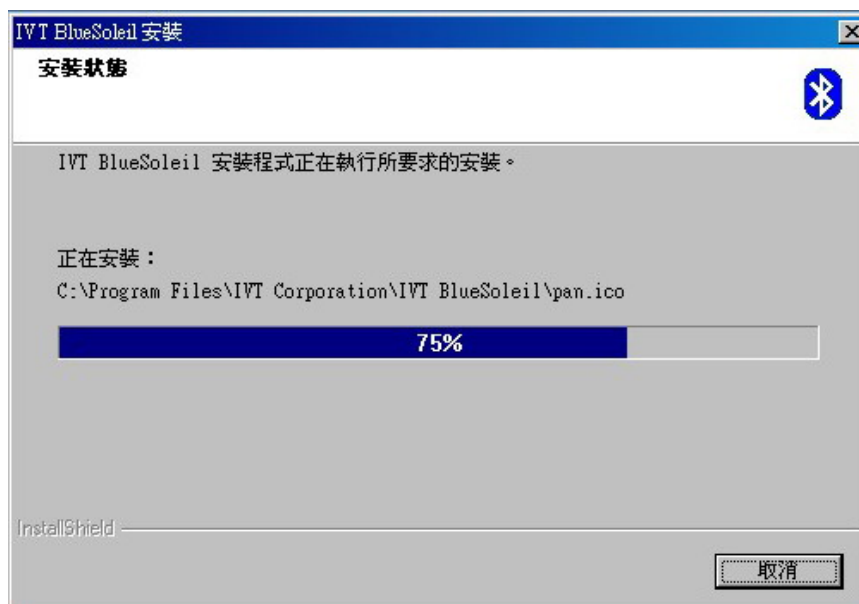 IVT BlueSoleil 安裝
安裝狀態
IVT BlueSoleil 安裝程式正在執行所要求的安裝。
正在安裝：
C:\Program Files\IVT Corporation\IVT BlueSoleil\pan.ico
75%
InstallShield
取消